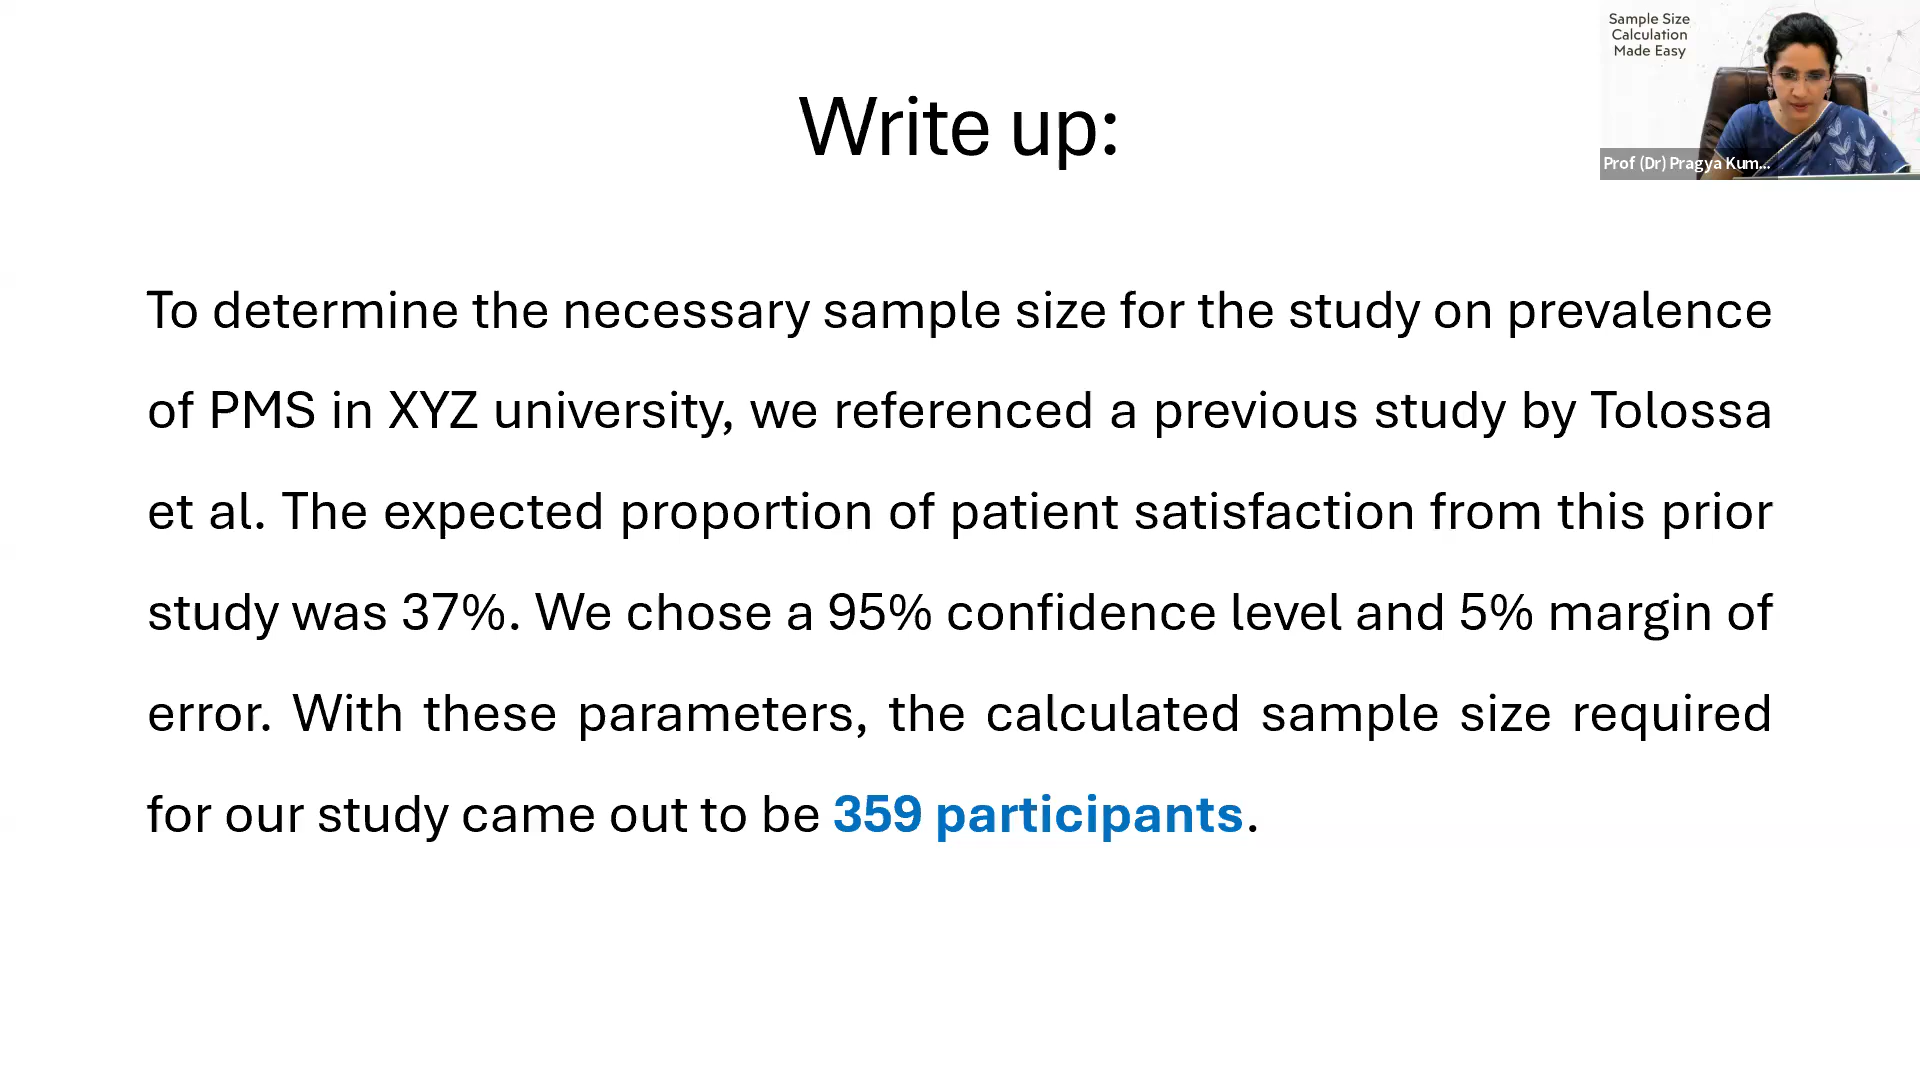 Sample Size
Calculation
Made Easy
Prof (Dr) Pragya Kum...
Write up:
To determine the necessary sample size for the study on prevalence
of PMS in XYZ university, we referenced a previous study by Tolossa
et al. The expected proportion of patient satisfaction from this prior
study was 37%. We chose a 95% confidence level and 5% margin of
error. With these parameters, the calculated sample size required
for our study came out to be 359 participants.